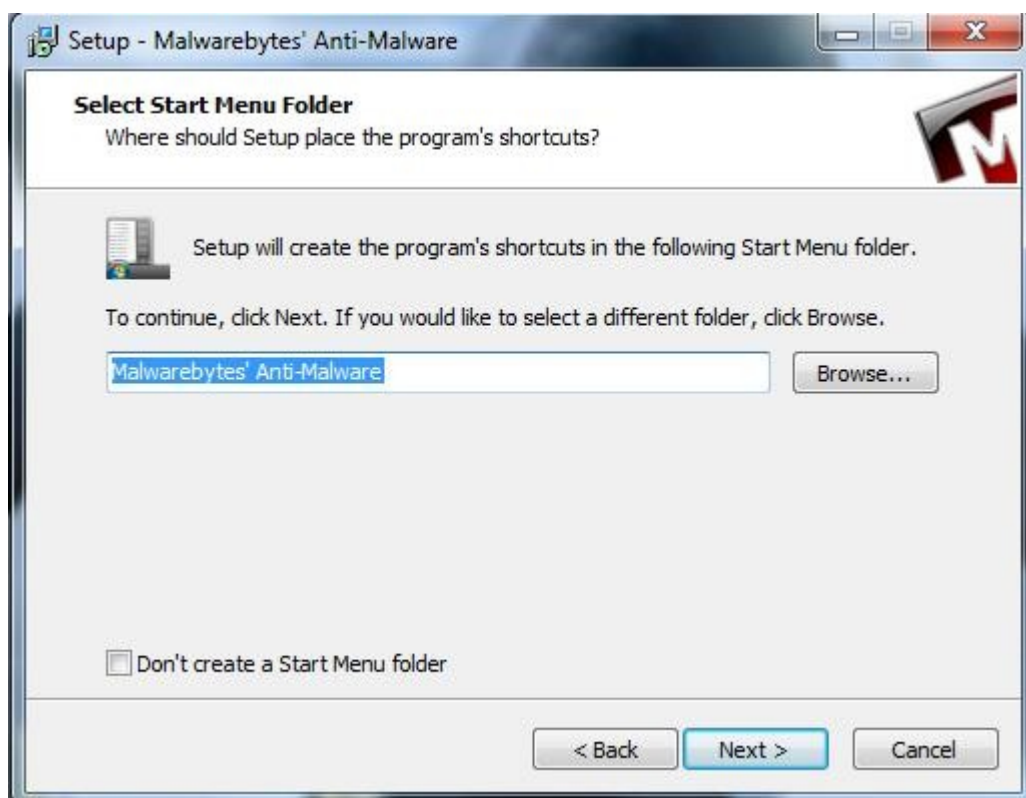 Setup - Malwarebytes' Anti-Malware
Select Start Menu Folder
Where should Setup place the program's shortcuts?
Setup will create the program's shortcuts in the following Start Menu folder.
To continue, click Next. If you would like to select a different folder, click Browse.
Malwarebytes' Anti-Malware
Browse...
Don't create a Start Menu folder
< Back
Next >
Cancel